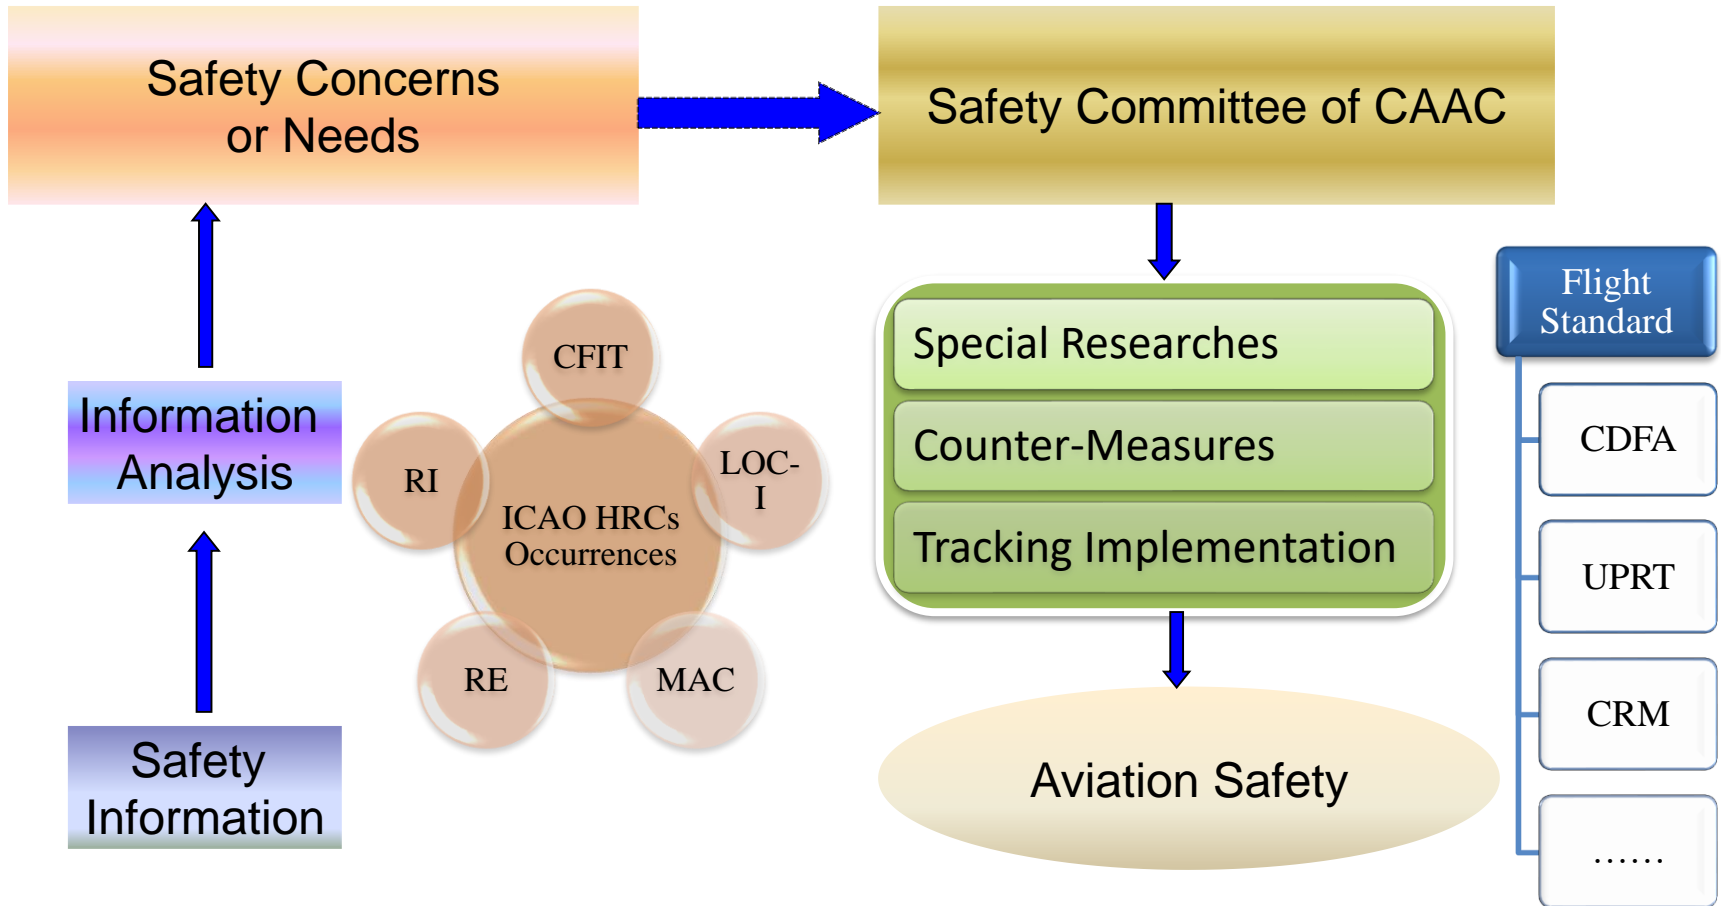 Safety Concerns
or Needs
Safety Committee of CAAC
Information
Analysis
Safety
Information
CFIT
LOC-
I
MAC
RE
RI
ICAO HRCs
Occurrences
Special Researches
Counter-Measures
Tracking Implementation
Aviation Safety
Flight
Standard
CDFA
UPRT
CRM
……